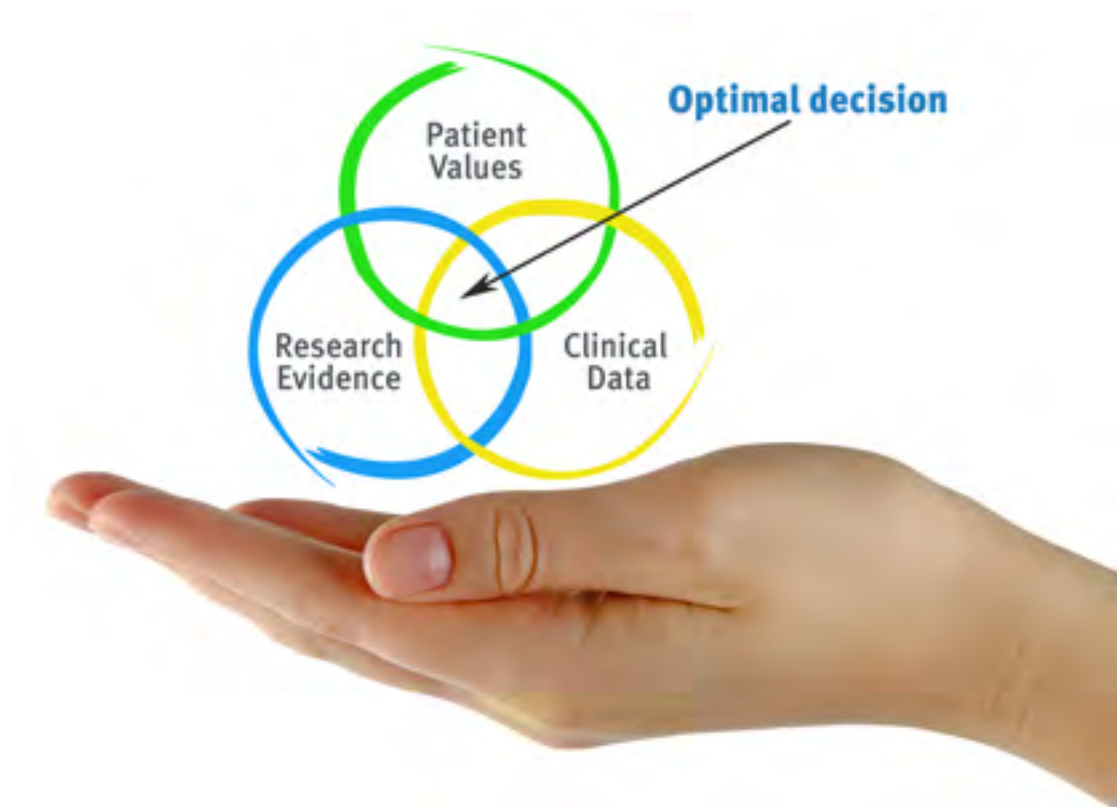 Optimal decision
Patient
Values
Research
Evidence
Clinical
Data